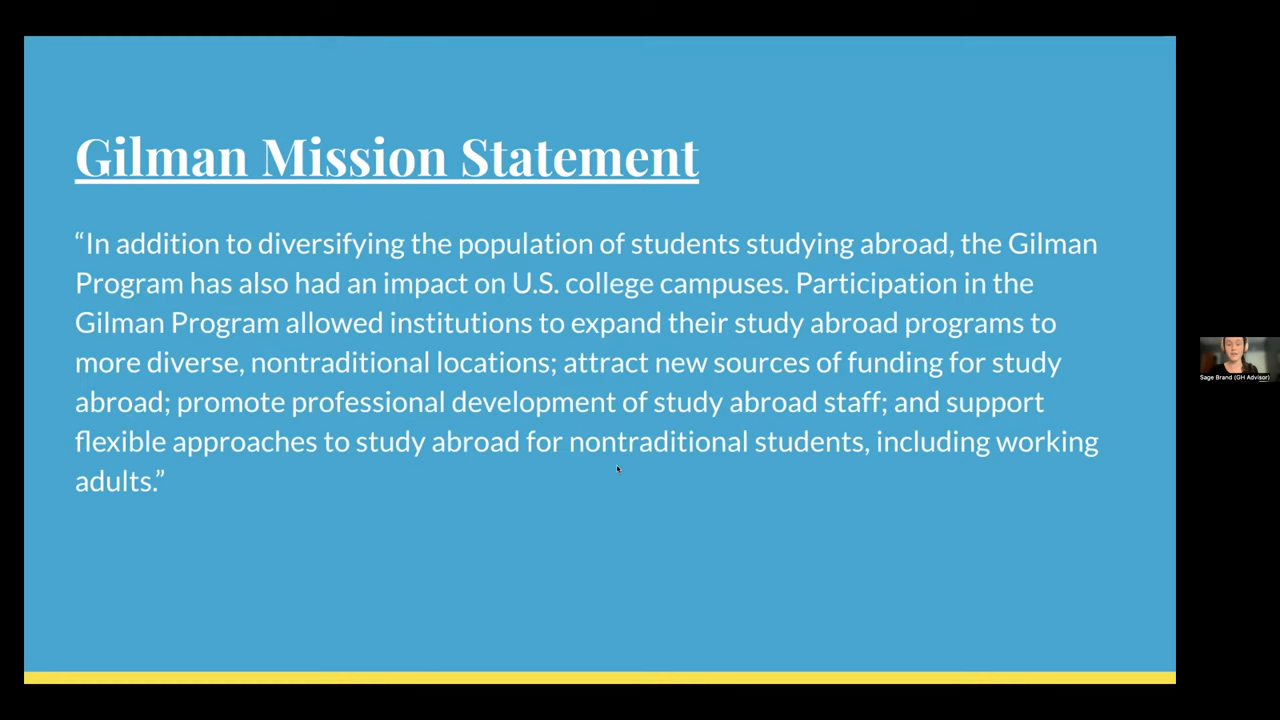 Gilman Mission Statement
“In addition to diversifying the population of students studying abroad, the Gilman
Program has also had an impact on U.S. college campuses. Participation in the
Gilman Program allowed institutions to expand their study abroad programs to
more diverse, nontraditional locations; attract new sources of funding for study
abroad; promote professional development of study abroad staff; and support
flexible approaches to study abroad for nontraditional students, including working
adults.”
Sage Brand (GH Advisor)